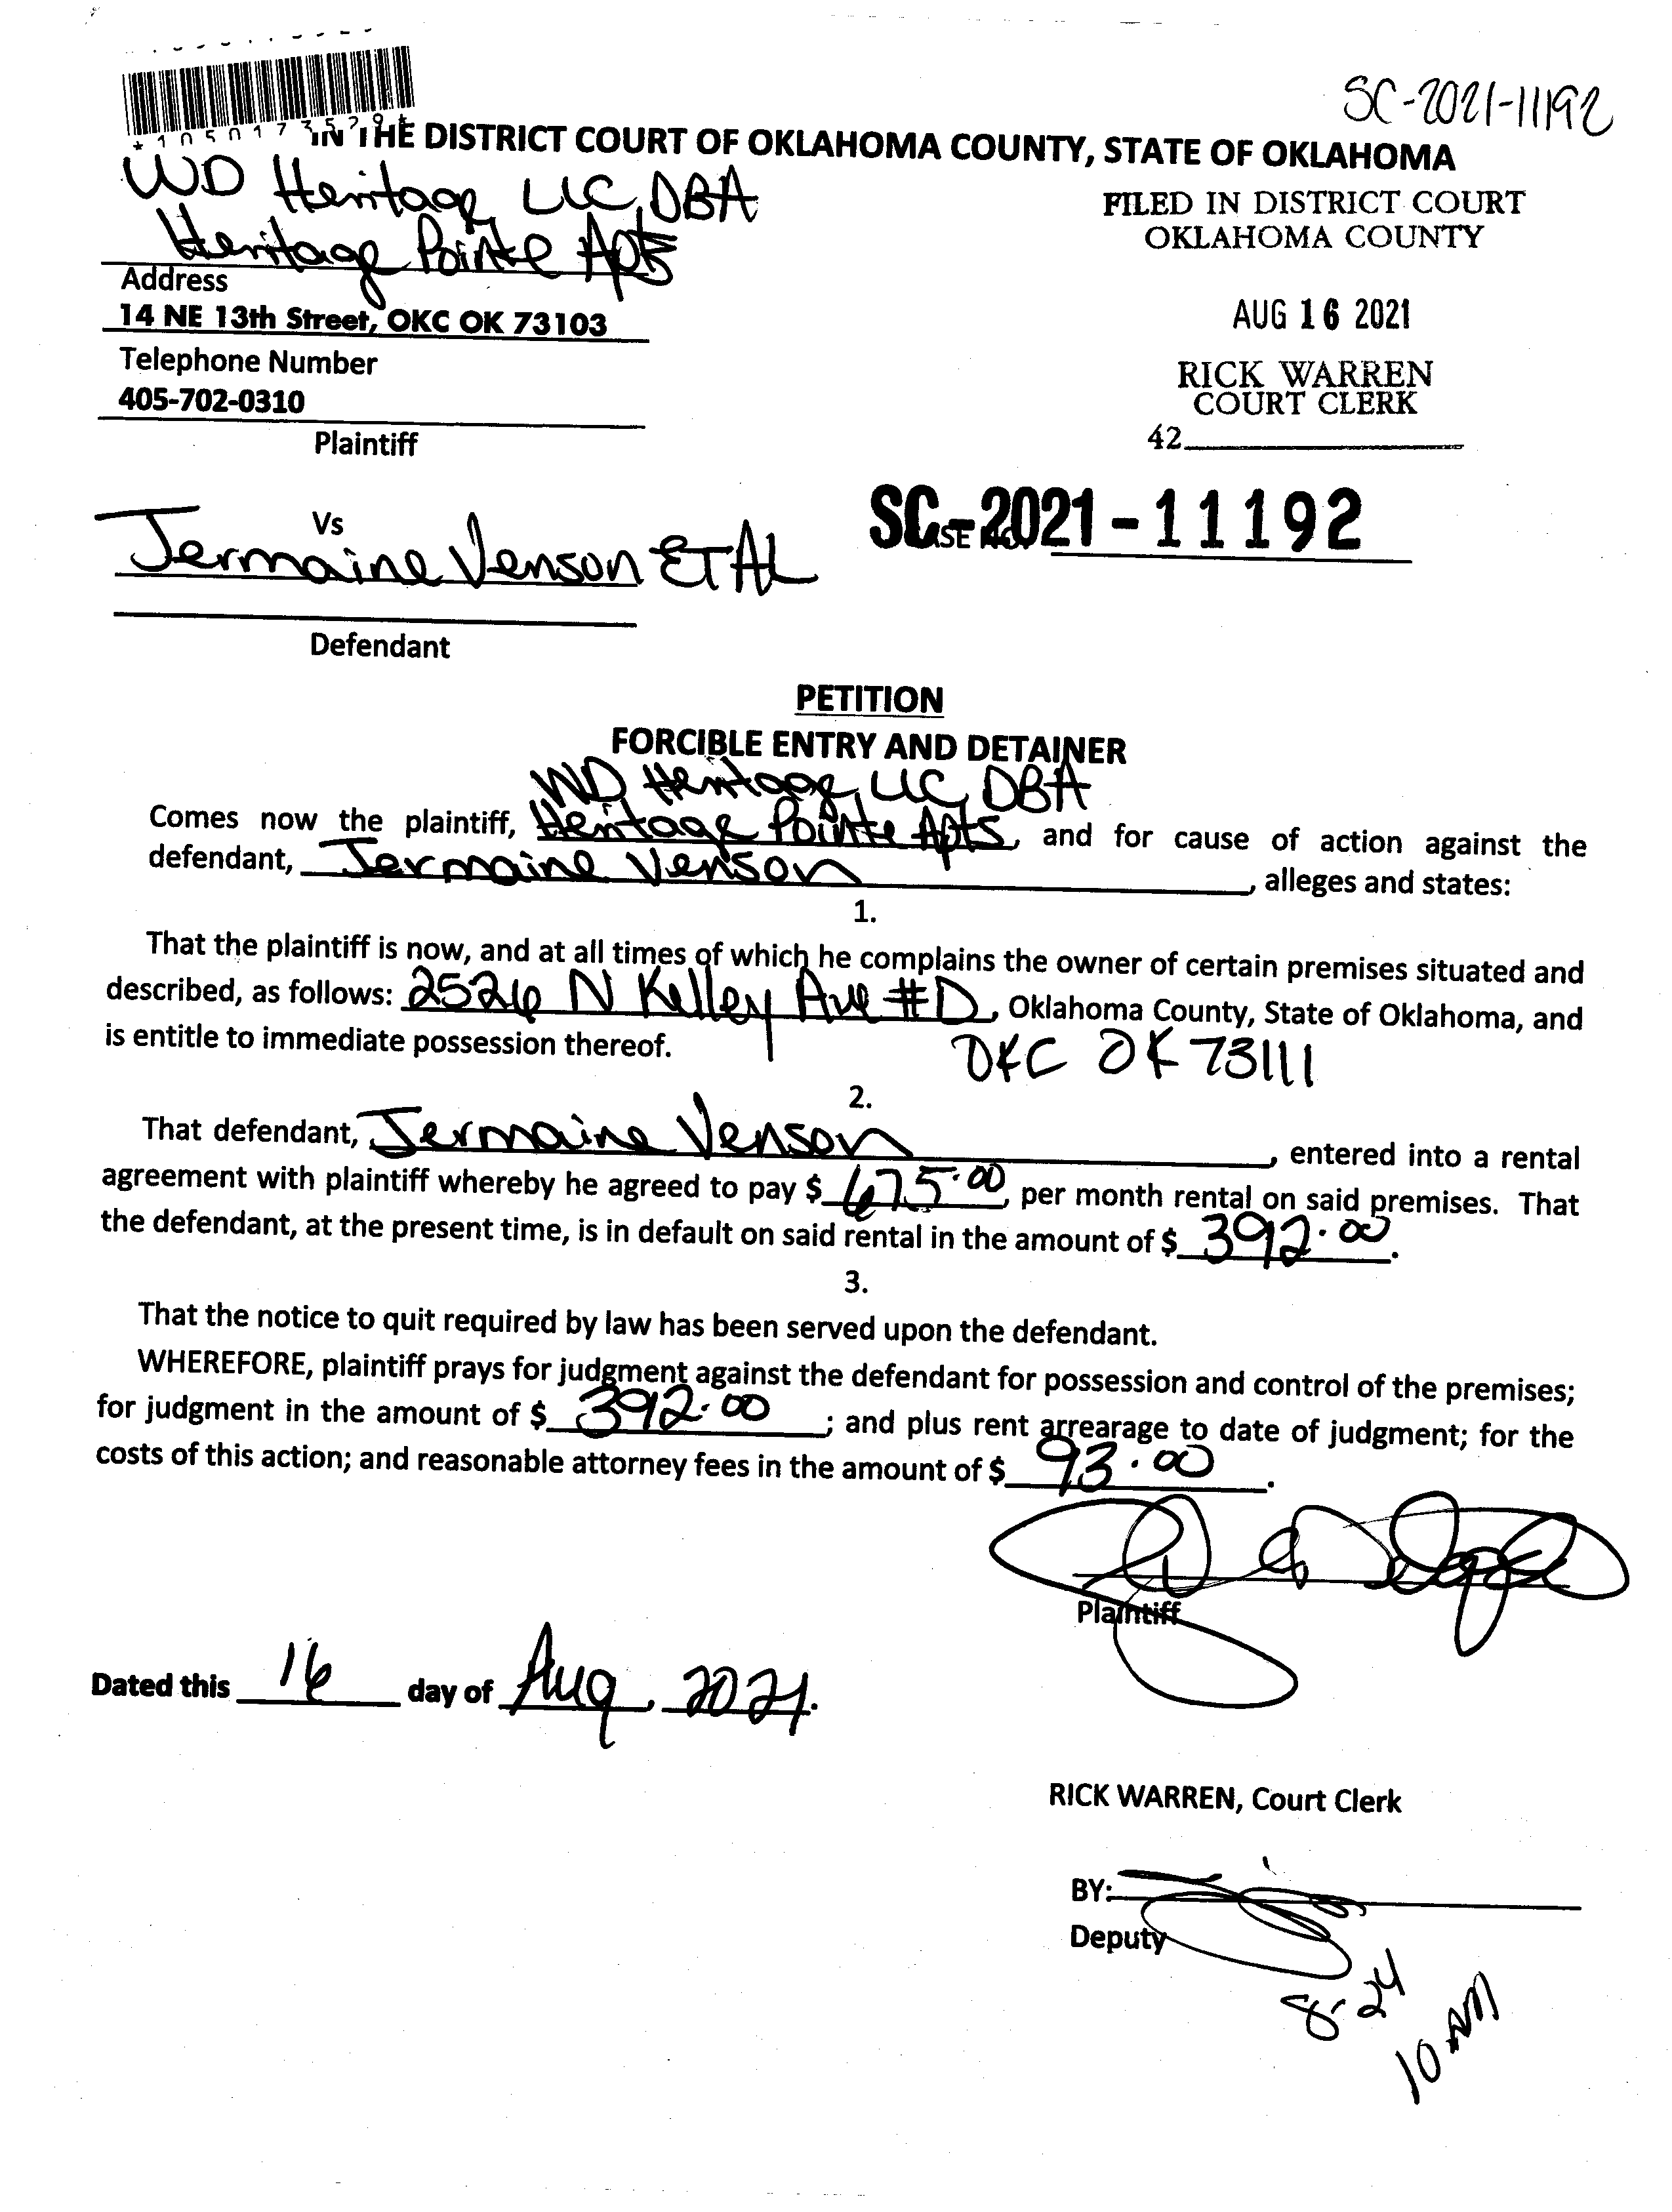 SC-2021-11192
IN THE DISTRICT COURT OF OKLAHOMA COUNTY, STATE OF OKLAHOMA
WD Heritage, LLC, DBA
Heritage Pointe Apts
Address
14 NE 13th Street, OKC OK 73103
Telephone Number
405-702-0310
Plaintiff
FILED IN DISTRICT COURT
OKLAHOMA COUNTY
AUG 16 2021
RICK WARREN
COURT CLERK
42
Vs
Jermaine Venson ET AL
Defendant
SC-2021-11192
PETITION
FORCIBLE ENTRY AND DETAINER
WD Heritage, LLC, DBA
Comes now the plaintiff, Heritage Pointe Apts, and for cause of action against the
defendant, Jermaine Venson, alleges and states:
1.
That the plaintiff is now, and at all times of which he complains the owner of certain premises situated and
described, as follows: 2526 N Kelley Ave #D, Oklahoma County, State of Oklahoma, and
is entitle to immediate possession thereof. OKC OK 73111
2.
That defendant, Jermaine Venson, entered into a rental
agreement with plaintiff whereby he agreed to pay $ 675.00, per month rental on said premises. That
the defendant, at the present time, is in default on said rental in the amount of $ 392.00.
3.
That the notice to quit required by law has been served upon the defendant.
WHEREFORE, plaintiff prays for judgment against the defendant for possession and control of the premises;
for judgment in the amount of $ 392.00; and plus rent arrearage to date of judgment; for the
costs of this action; and reasonable attorney fees in the amount of $ 93.00.
Plaintiff
Dated this 16 day of Aug, 2021.
RICK WARREN, Court Clerk
BY:
Deputy
8-24
10 AM